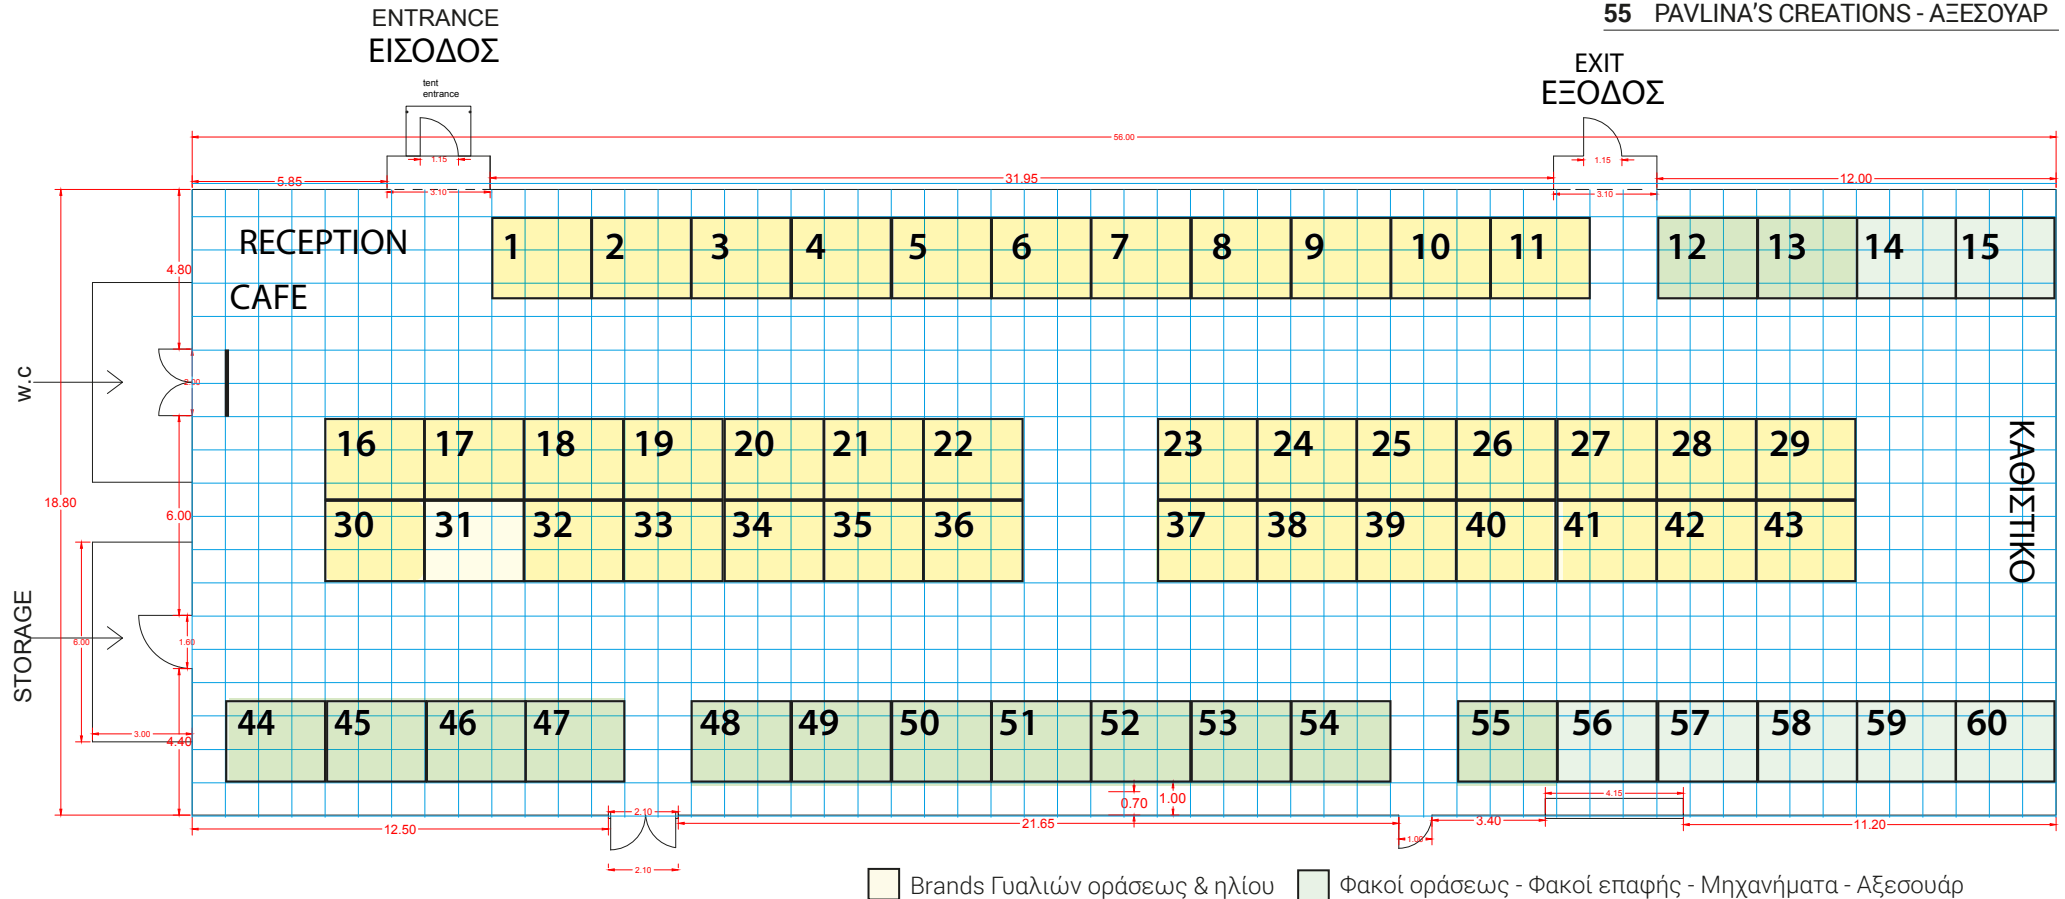 55 PAVLINA'S CREATIONS - ΑΞΕΣΟΥΑΡ
ENTRANCE
ΕΙΣΟΔΟΣ
tent
entrance
EXIT
ΕΞΟΔΟΣ
56.00
1.15
1.15
5.85
31.95
12.00
3.10
3.10
RECEPTION
CAFE
1 2 3 4 5 6 7 8 9 10 11 12 13 14 15
4.80
w.c
2.00
16 17 18 19 20 21 22 23 24 25 26 27 28 29
18.80
6.00
30 31 32 33 34 35 36 37 38 39 40 41 42 43
ΚΑΘΙΣΤΙΚΟ
STORAGE
6.00
1.60
44 45 46 47 48 49 50 51 52 53 54 55 56 57 58 59 60
3.00
4.40
0.70
1.00
4.15
2.10
12.50
21.65
3.40
11.20
1.00
2.10
Brands Γυαλιών οράσεως & ηλίου
Φακοί οράσεως - Φακοί επαφής - Μηχανήματα - Αξεσουάρ